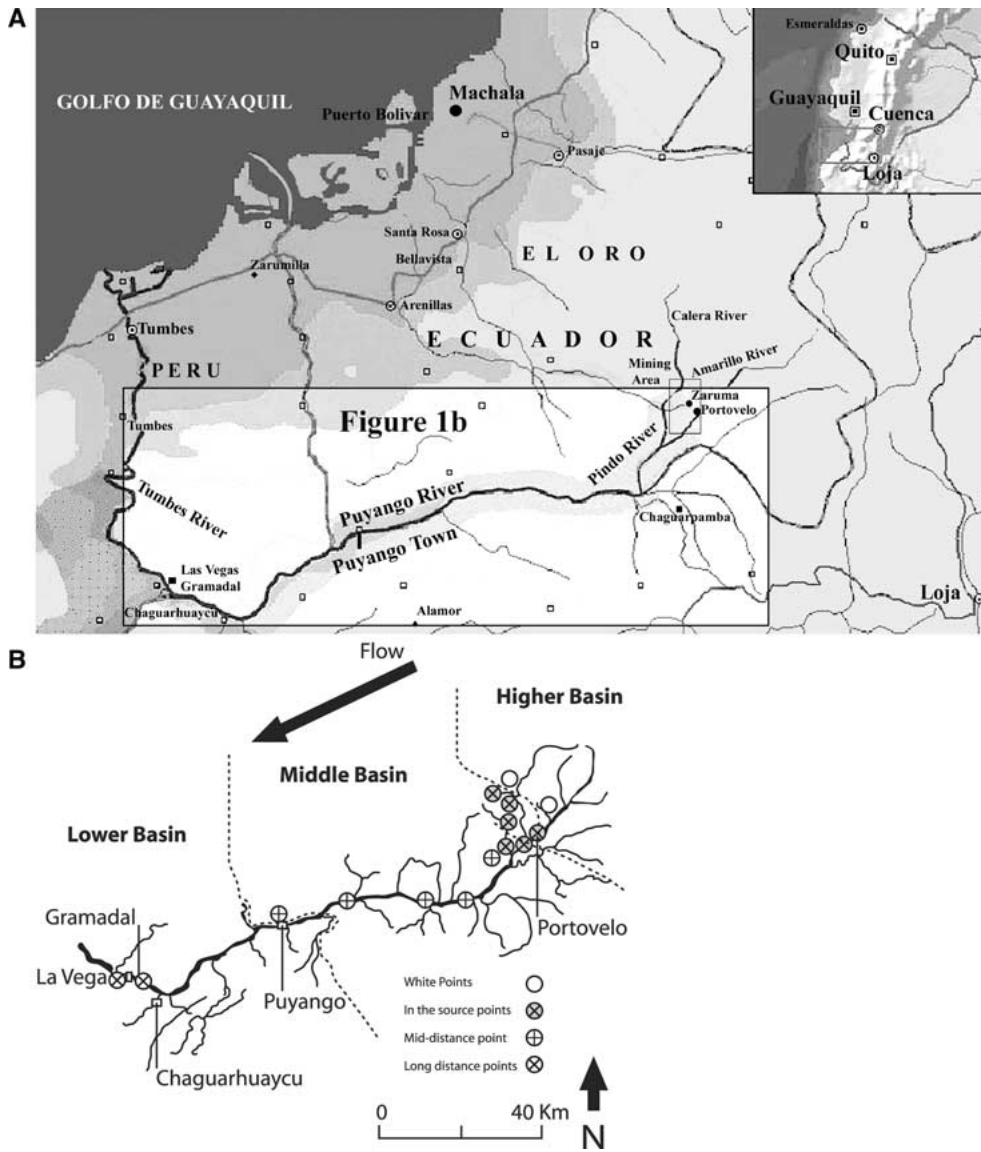 A
GOLFO DE GUAYAQUIL
Puerto Bolivar
Machala
Pasaje
Esmeraldas
Quito
Guayaquil
Cuenca
Loja
Santa Rosa
Bellavista
EL ORO
Zarumilla
Arenillas
Calera River
Tumbes
ECUADOR
PERU
Mining
Area
Amarillo River
Zaruma
Portovelo
Figure 1b
Tumbes
Pindo River
Tumbes River
Puyango River
Puyango Town
Chaguarpamba
Las Vegas
Gramadal
Chaguarhuaycu
Alamor
Loja
B
Flow
Higher Basin
Middle Basin
Lower Basin
Gramadal
La Vega
Portovelo
Puyango
Chaguarhuaycu
White Points
In the source points
Mid-distance point
Long distance points
0 40 Km
N